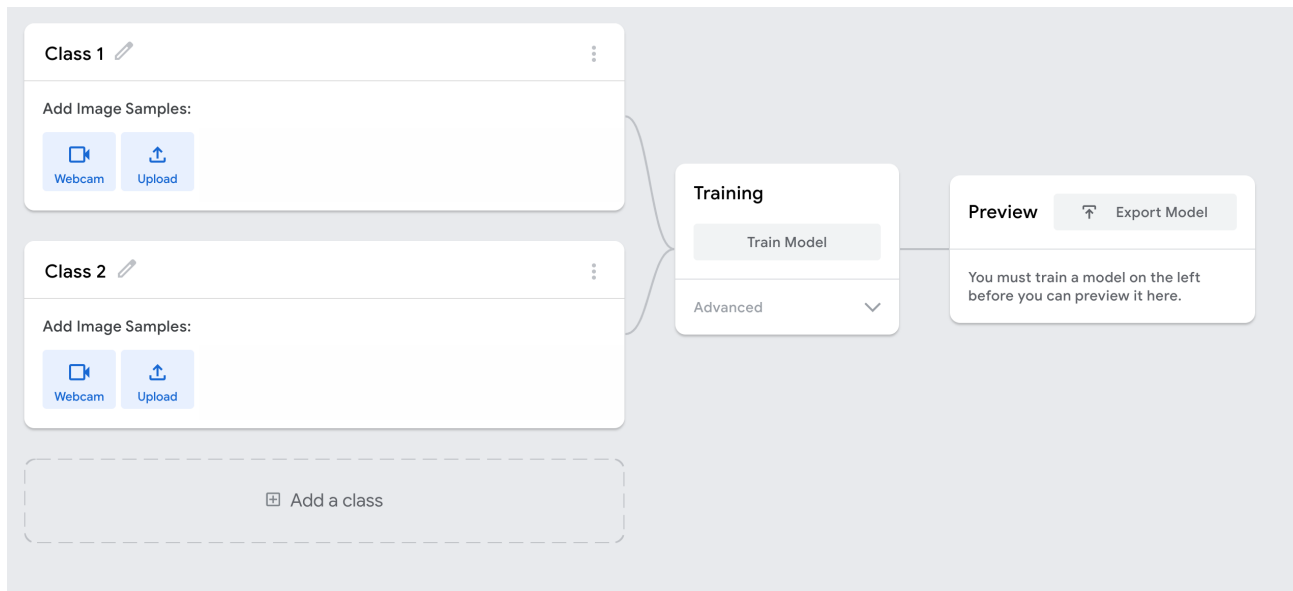 Class 1
Add Image Samples:
Webcam
Upload
Class 2
Add Image Samples:
Webcam
Upload
Add a class
Training
Train Model
Advanced
Preview
Export Model
You must train a model on the left
before you can preview it here.